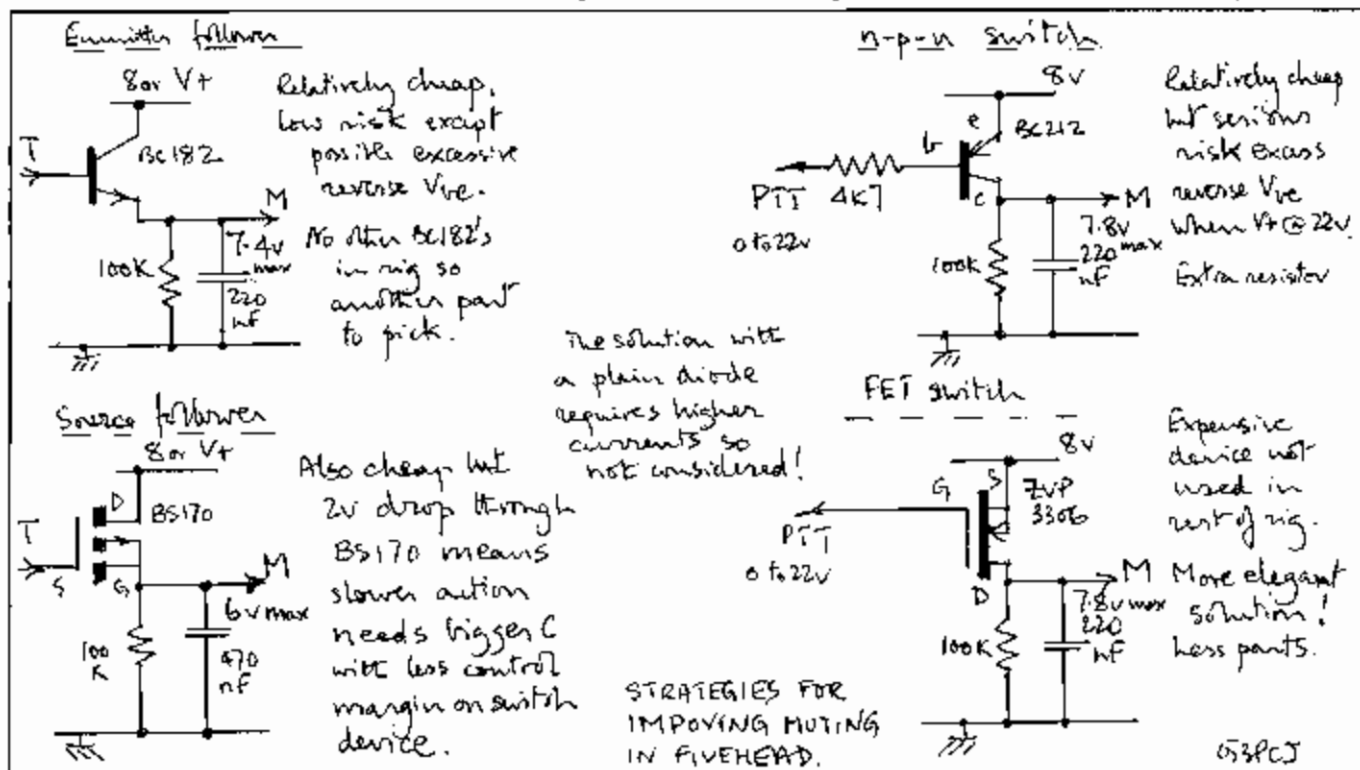 Emmitter follower
8 or V+
T
BC182
M
7.4v max
100K
220 nf
Relatively cheap,
low risk except
possible excessive
reverse Vbe.
No other BC182's
in rig so
another part
to pick.
n-p-n switch
8v
e
BC212
b
c
PTT 4K7
0 to 22v
M
7.8v max
100K
220 nf
Relatively cheap
but serious
risk excess
reverse Vbe
when V+ @ 22v.
Extra resistor
The solution with
a plain diode
requires higher
currents so
not considered!
Source follower
8 or V+
D
BS170
T
S
G
M
6v max
100 K
470 nf
Also cheap but
2v drop through
BS170 means
slower action
needs bigger C
with less control
margin on switch
device.
FET switch
8v
G
S
ZVP
3306
PTT
0 to 22v
D
M
7.8v max
100K
220 nf
Expensive
device not
used in
rest of rig.
More elegant
solution!
Less parts.
STRATEGIES FOR
IMPOVING MUTING
IN FIVEHEAD.
G3PCJ